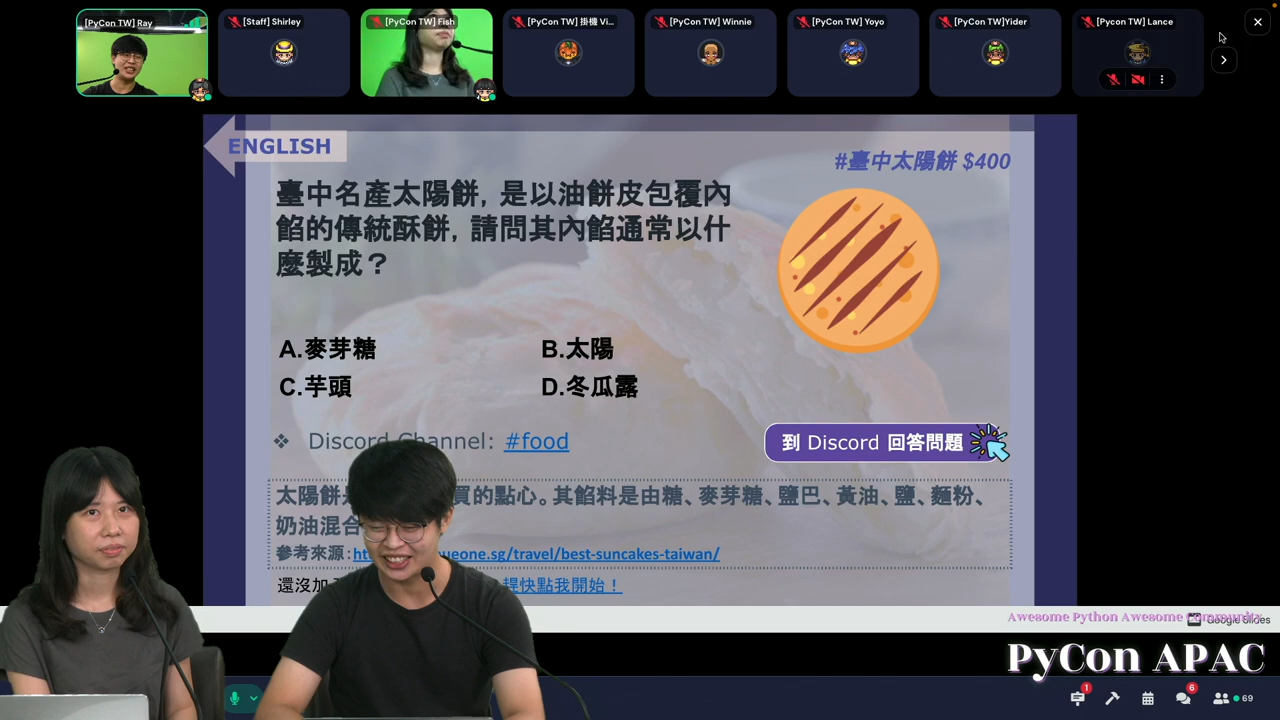 [PyCon TW] Ray
[Staff] Shirley
[PyCon TW] Fish
[PyCon TW] 掛機 Vi...
[PyCon TW] Winnie
[PyCon TW] Yoyo
[PyCon TW]Yider
[Pycon TW] Lance
ENGLISH
#臺中太陽餅 $400
臺中名產太陽餅，是以油餅皮包覆內
餡的傳統酥餅，請問其內餡通常以什
麼製成？
A.麥芽糖
B.太陽
C.芋頭
D.冬瓜露
❖ Discord Channel: #food
到 Discord 回答問題
太陽餅 買的點心。其餡料是由糖、麥芽糖、鹽巴、黃油、鹽、麵粉、
奶油混合
參考來源：ht ueone.sg/travel/best-suncakes-taiwan/
還沒加 趕快點我開始！
Awesome Python Awesome Community
Google Slides
PyCon APAC
1
6
69